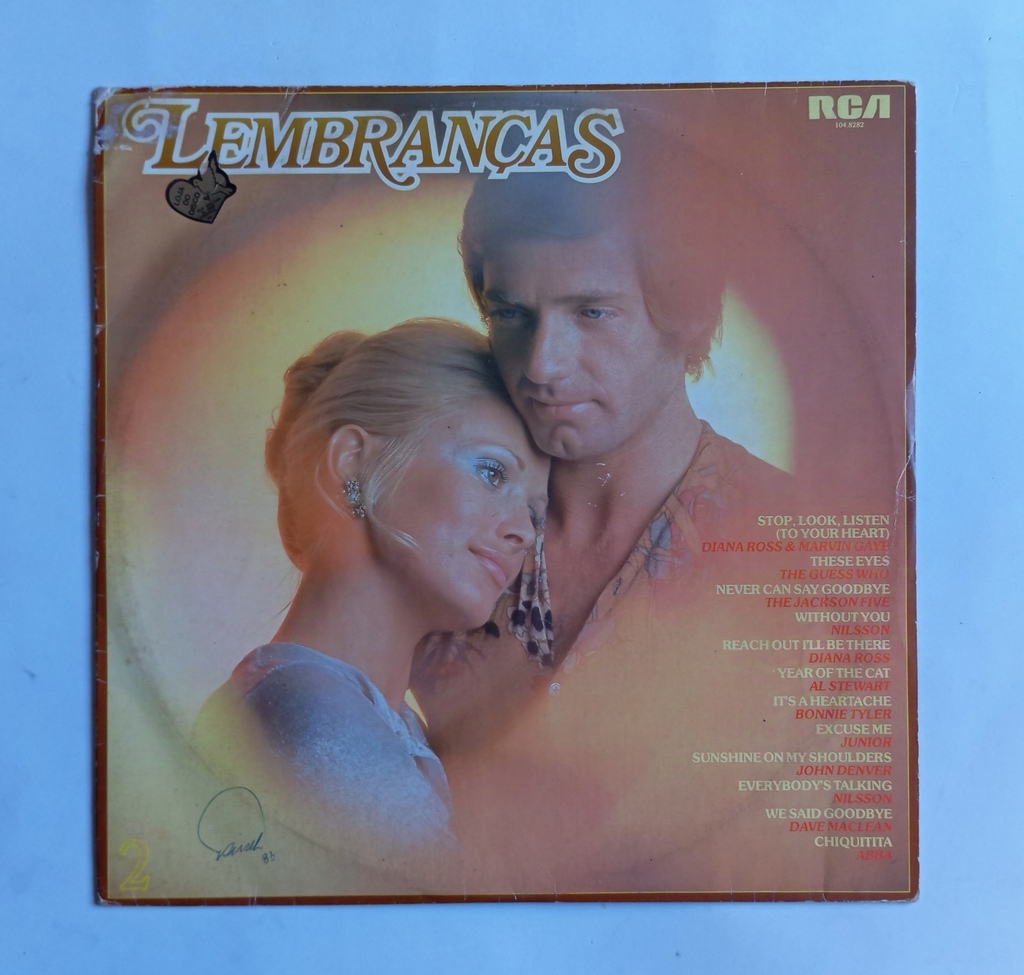 LEMBRANÇAS
RCA
104.8282
LOJA
DO
DISCO
STOP, LOOK, LISTEN
(TO YOUR HEART)
DIANA ROSS & MARVIN GAYE
THESE EYES
THE GUESS WHO
NEVER CAN SAY GOODBYE
THE JACKSON FIVE
WITHOUT YOU
NILSSON
REACH OUT I'LL BE THERE
DIANA ROSS
YEAR OF THE CAT
AL STEWART
IT'S A HEARTACHE
BONNIE TYLER
EXCUSE ME
JUNIOR
SUNSHINE ON MY SHOULDERS
JOHN DENVER
EVERYBODY'S TALKING
NILSSON
WE SAID GOODBYE
DAVE MACLEAN
CHIQUITITA
ABBA
2